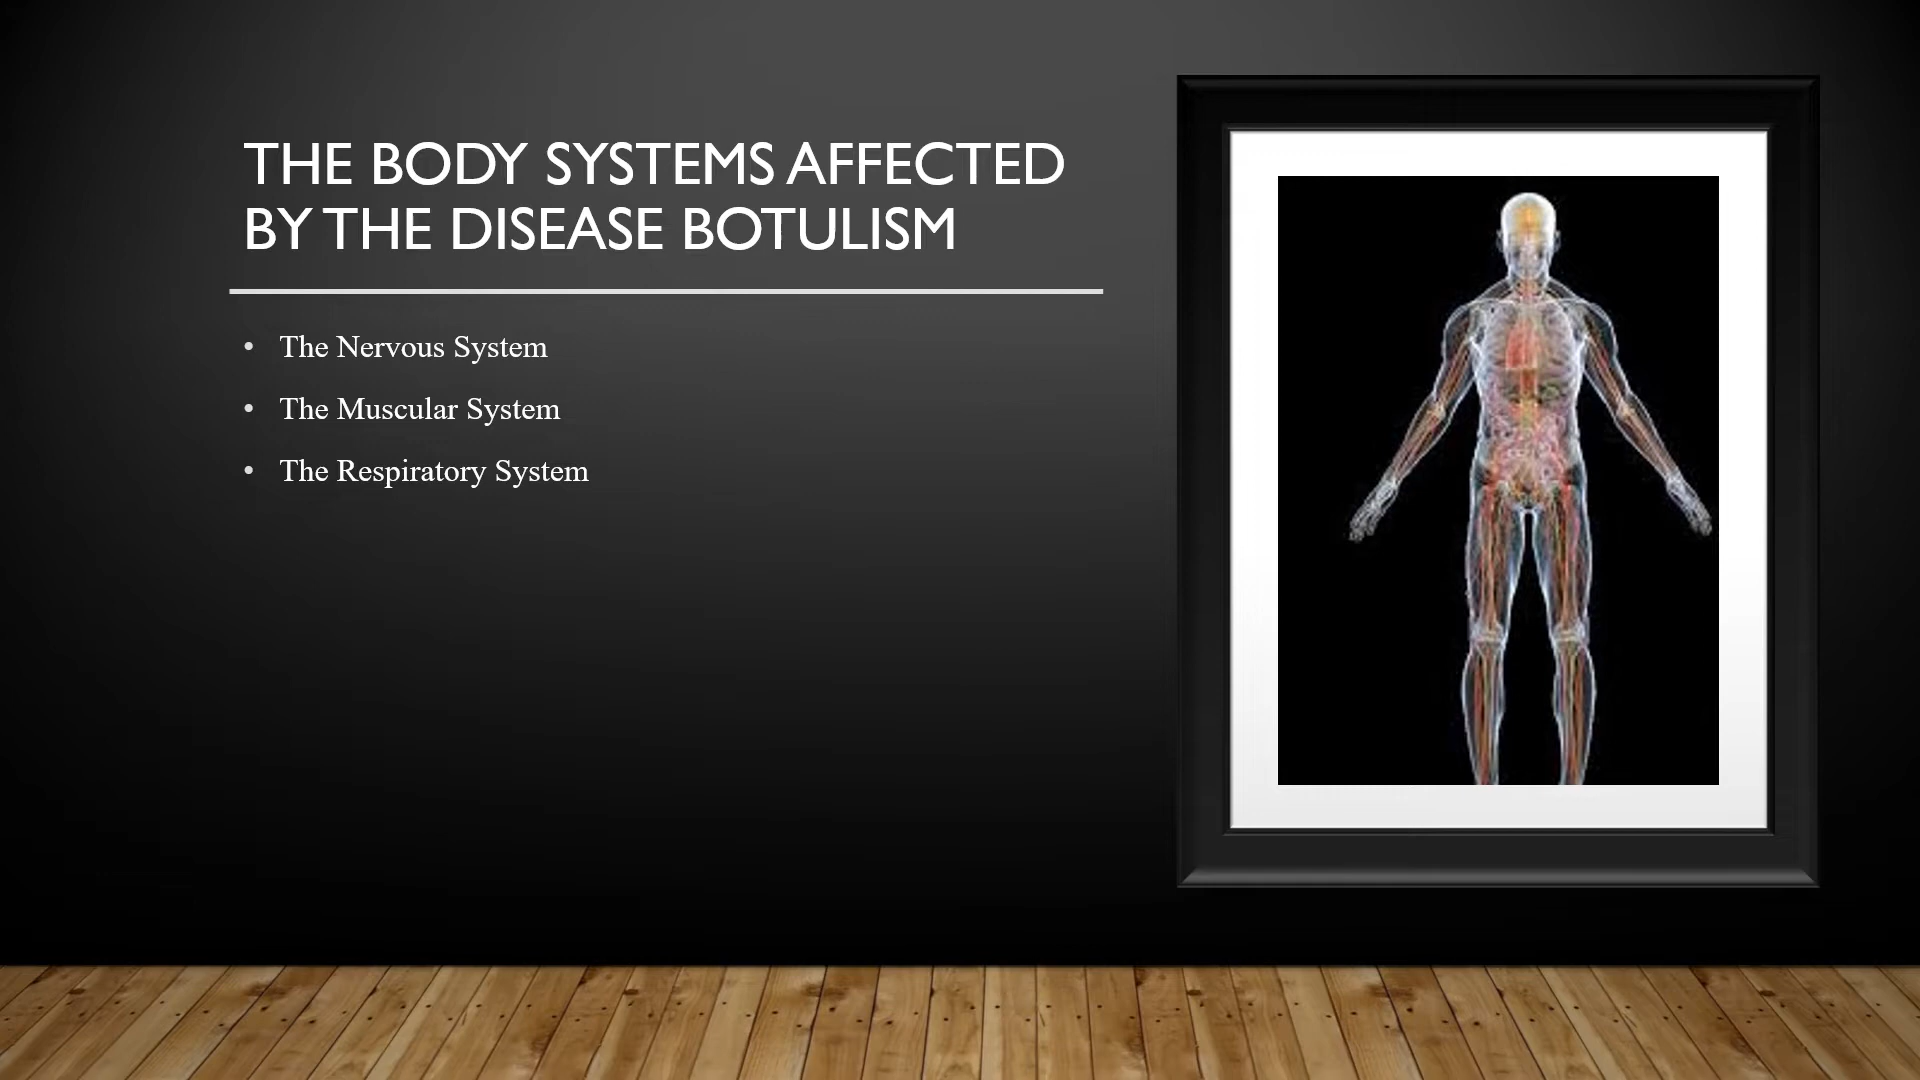 THE BODY SYSTEMS AFFECTED
BY THE DISEASE BOTULISM
• The Nervous System
• The Muscular System
• The Respiratory System